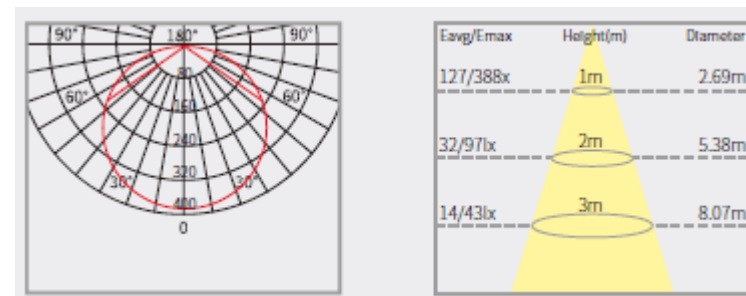 90° 180° 90°
80
60° 160 60°
240
30° 320 30°
400
0
Eavg/Emax Height(m) Diameter
127/388x 1m 2.69m
32/97lx 2m 5.38m
14/43lx 3m 8.07m